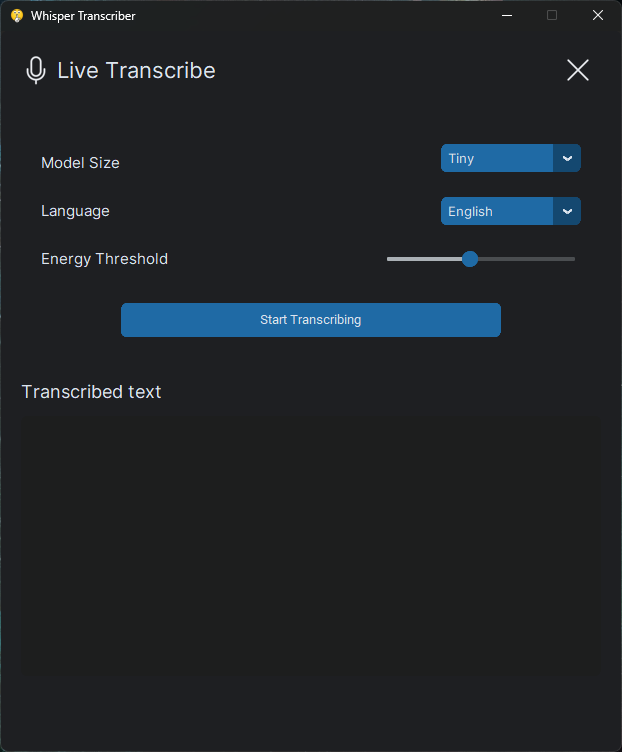 Whisper Transcriber
Live Transcribe
Model Size
Tiny
Language
English
Energy Threshold
Start Transcribing
Transcribed text